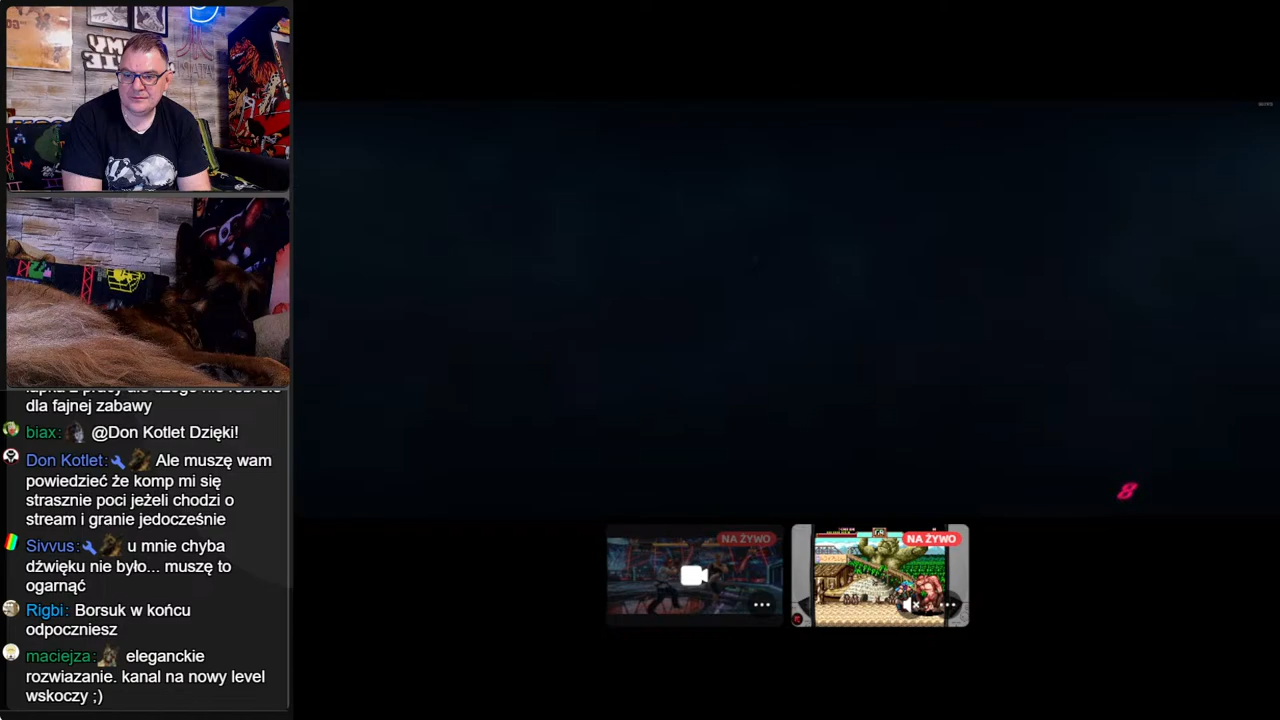 dla fajnej zabawy
biax: @Don Kotlet Dzięki!
Don Kotlet: Ale muszę wam
powiedzieć że komp mi się
strasznie poci jeżeli chodzi o
stream i granie jedocześnie
Sivvus: u mnie chyba
dźwięku nie było... muszę to
ogarnąć
Rigbi: Borsuk w końcu
odpoczniesz
maciejza: eleganckie
rozwiazanie. kanal na nowy level
wskoczy ;)
8
NA ŻYWO
NA ŻYWO